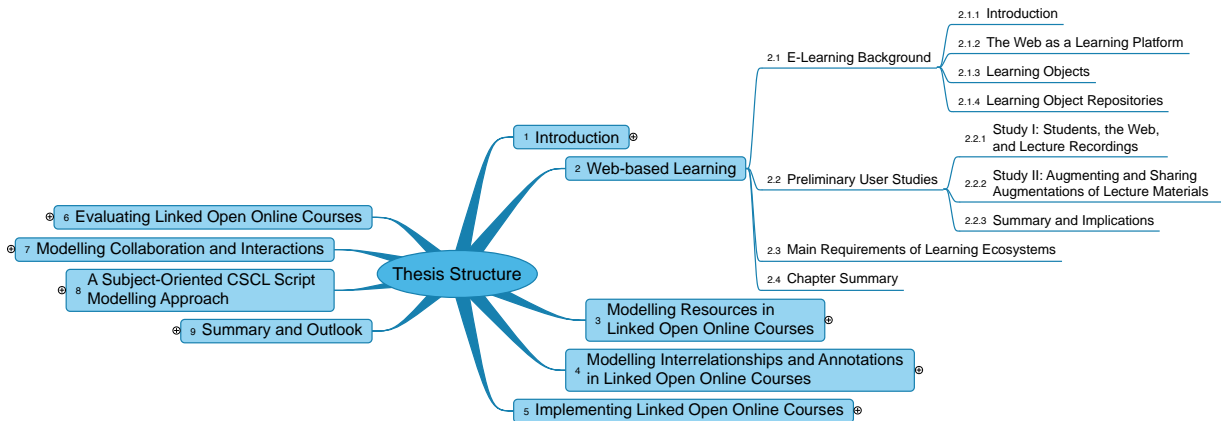 Thesis Structure
1 Introduction
2 Web-based Learning
2.1 E-Learning Background
2.1.1 Introduction
2.1.2 The Web as a Learning Platform
2.1.3 Learning Objects
2.1.4 Learning Object Repositories
2.2 Preliminary User Studies
2.2.1 Study I: Students, the Web,
and Lecture Recordings
2.2.2 Study II: Augmenting and Sharing
Augmentations of Lecture Materials
2.2.3 Summary and Implications
2.3 Main Requirements of Learning Ecosystems
2.4 Chapter Summary
3 Modelling Resources in
Linked Open Online Courses
4 Modelling Interrelationships and Annotations
in Linked Open Online Courses
5 Implementing Linked Open Online Courses
6 Evaluating Linked Open Online Courses
7 Modelling Collaboration and Interactions
8 A Subject-Oriented CSCL Script
Modelling Approach
9 Summary and Outlook